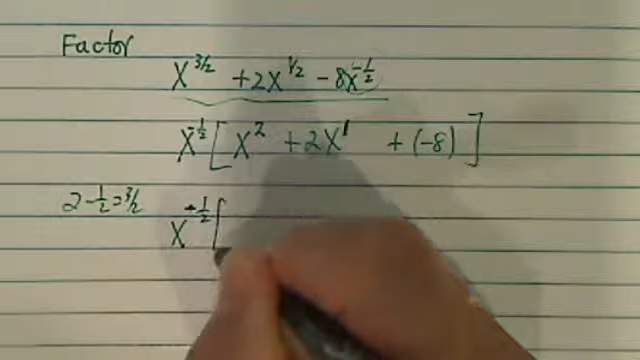 Factor
x^{3/2} + 2x^{1/2} - 8x^{-1/2}
x^{-1/2} [ x^2 + 2x^1 + (-8) ]
2 - 1/2 = 3/2
x^{-1/2} [